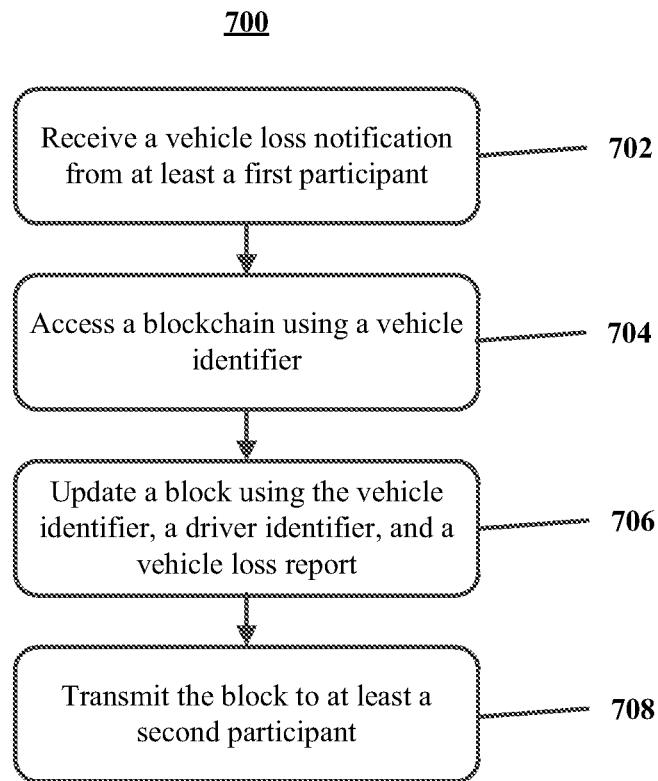 700
Receive a vehicle loss notification
from at least a first participant
702
Access a blockchain using a vehicle
identifier
704
Update a block using the vehicle
identifier, a driver identifier, and a
vehicle loss report
706
Transmit the block to at least a
second participant
708